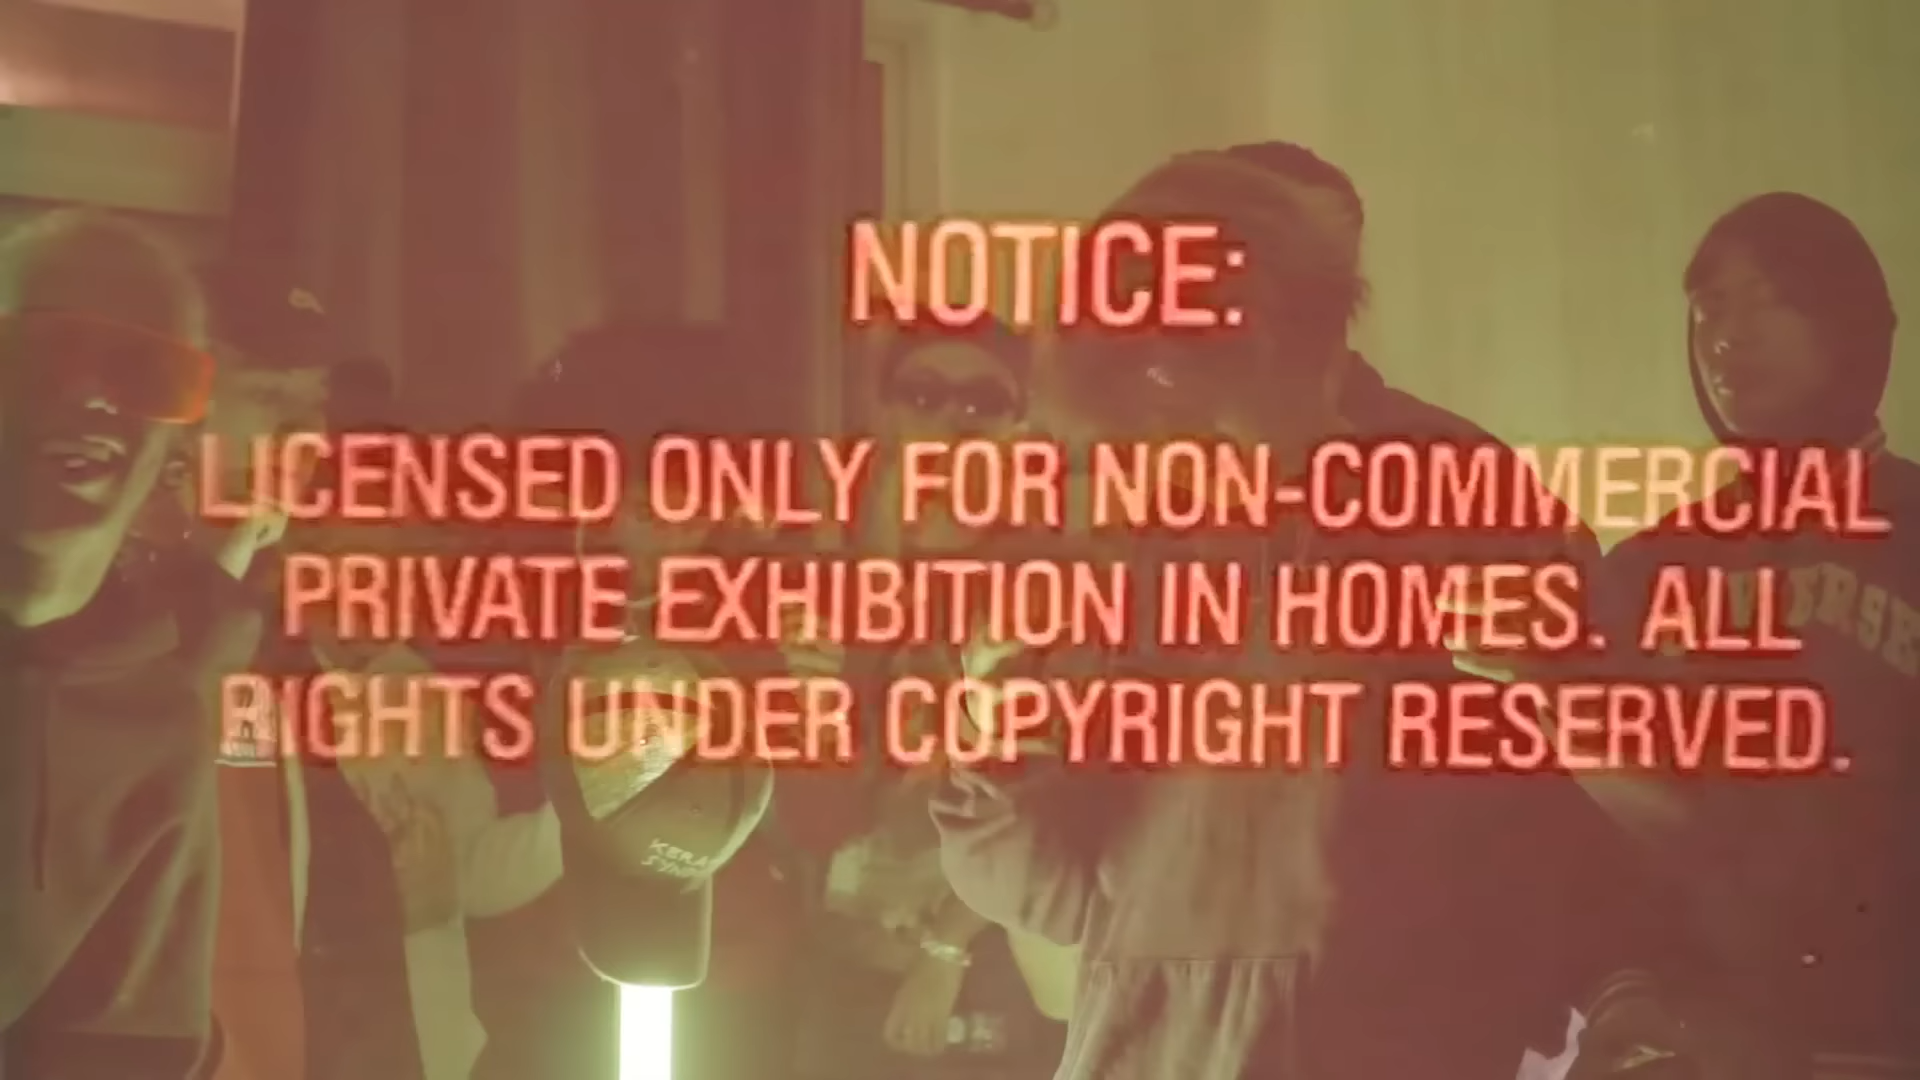 NOTICE:
LICENSED ONLY FOR NON-COMMERCIAL
PRIVATE EXHIBITION IN HOMES. ALL
RIGHTS UNDER COPYRIGHT RESERVED.